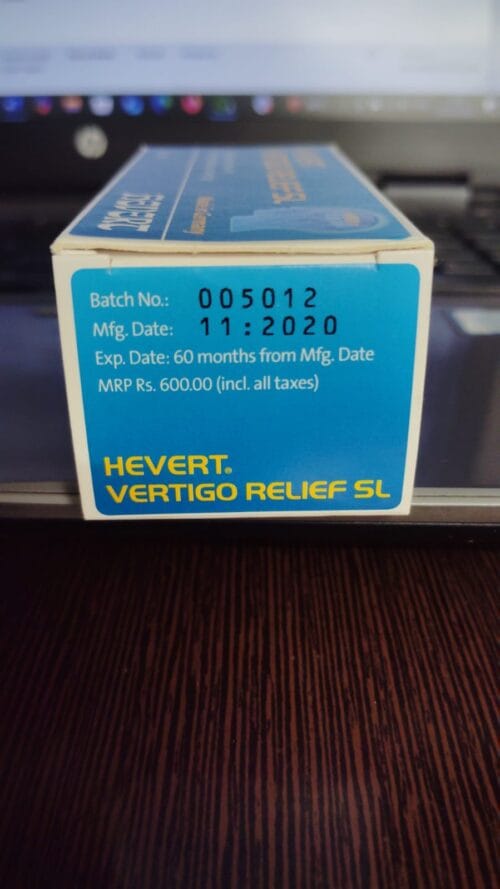 Batch No.: 005012
Mfg. Date: 11:2020
Exp. Date: 60 months from Mfg. Date
MRP Rs. 600.00 (incl. all taxes)
HEVERT®
VERTIGO RELIEF SL